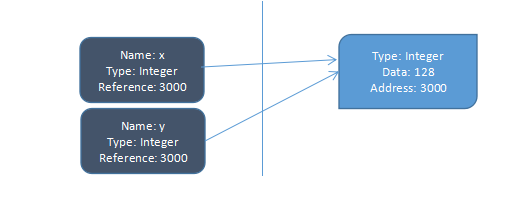 Name: x
Type: Integer
Reference: 3000
Name: y
Type: Integer
Reference: 3000
Type: Integer
Data: 128
Address: 3000